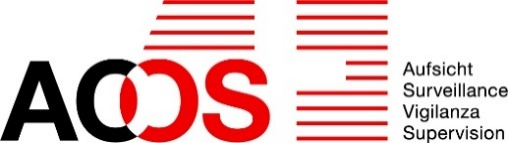 AOOS
Aufsicht
Surveillance
Vigilanza
Supervision